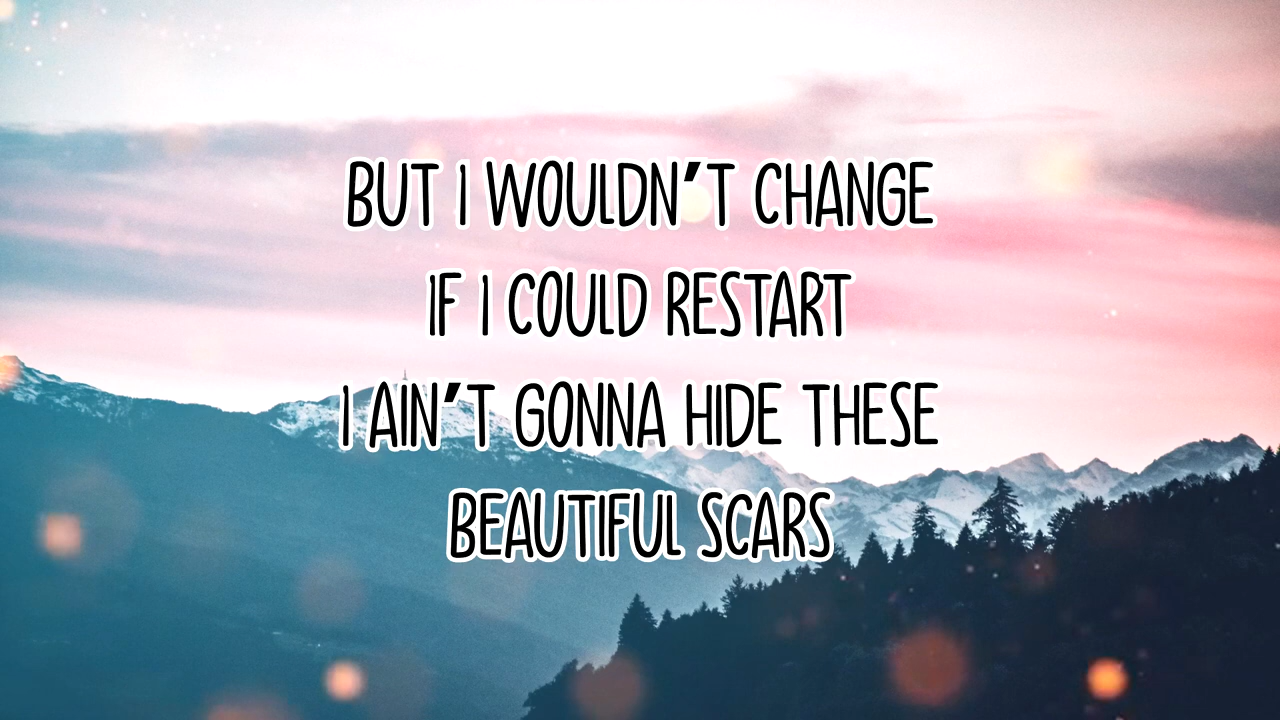 BUT I WOULDN'T CHANGE
IF I COULD RESTART
I AIN'T GONNA HIDE THESE
BEAUTIFUL SCARS